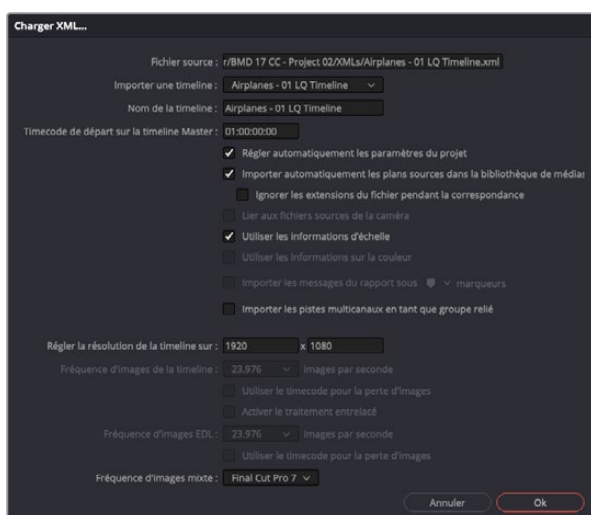 Charger XML...
Fichier source : r/BMD 17 CC - Project 02/XMLs/Airplanes - 01 LQ Timeline.xml
Importer une timeline : Airplanes - 01 LQ Timeline
Nom de la timeline : Airplanes - 01 LQ Timeline
Timecode de départ sur la timeline Master : 01:00:00:00
Régler automatiquement les paramètres du projet
Importer automatiquement les plans sources dans la bibliothèque de médias
Ignorer les extensions du fichier pendant la correspondance
Lier aux fichiers sources de la caméra
Utiliser les informations d'échelle
Utiliser les informations sur la couleur
Importer les messages du rapport sous marqueurs
Importer les pistes multicanaux en tant que groupe relié
Régler la résolution de la timeline sur : 1920 x 1080
Fréquence d'images de la timeline : 23.976 images par seconde
Utiliser le timecode pour la perte d'images
Activer le traitement entrelacé
Fréquence d'images EDL : 23.976 images par seconde
Utiliser le timecode pour la perte d'images
Fréquence d'images mixte : Final Cut Pro 7
Annuler Ok